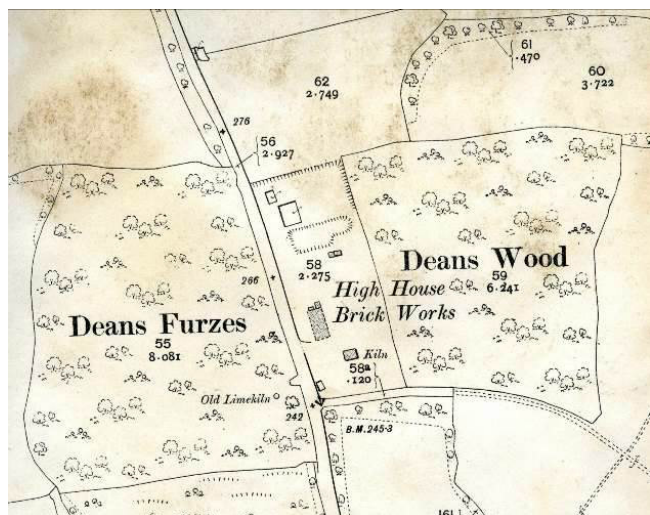 61
.470
60
3.722
62
2.749
276
56
2.927
58
2.275
Deans Wood
59
6.241
High House
Brick Works
266
Deans Furzes
55
8.081
Kiln
58a
.120
Old Limekiln
242
B.M.245.3
161